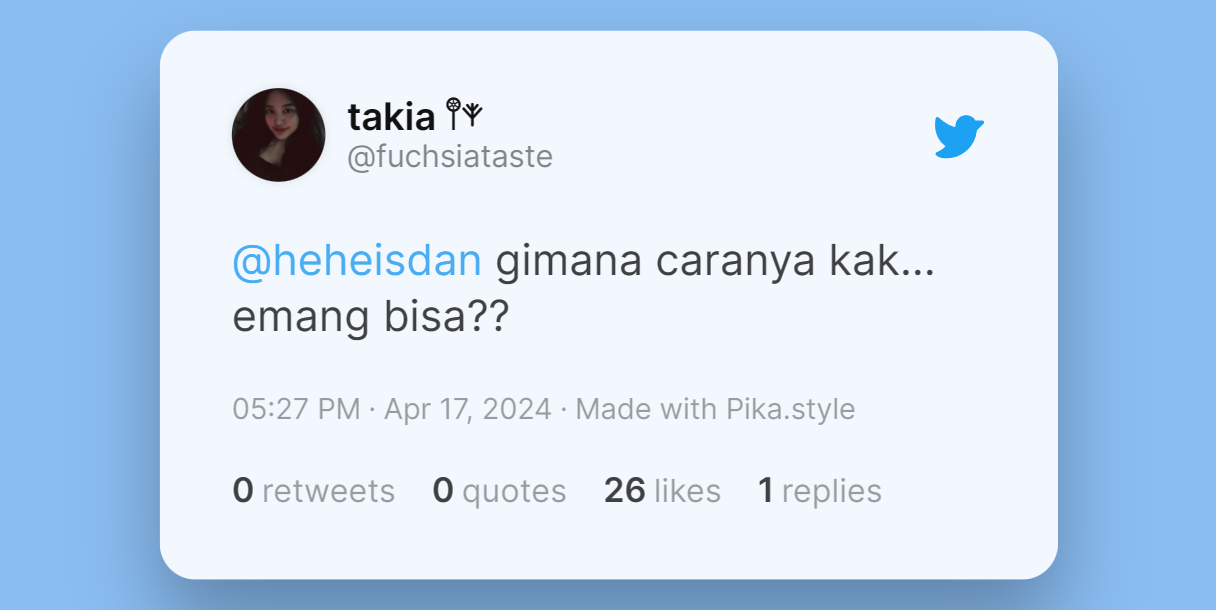 takia 𓋇𓇗
@fuchsiataste
@heheisdan gimana caranya kak...
emang bisa??
05:27 PM · Apr 17, 2024 · Made with Pika.style
0 retweets 0 quotes 26 likes 1 replies